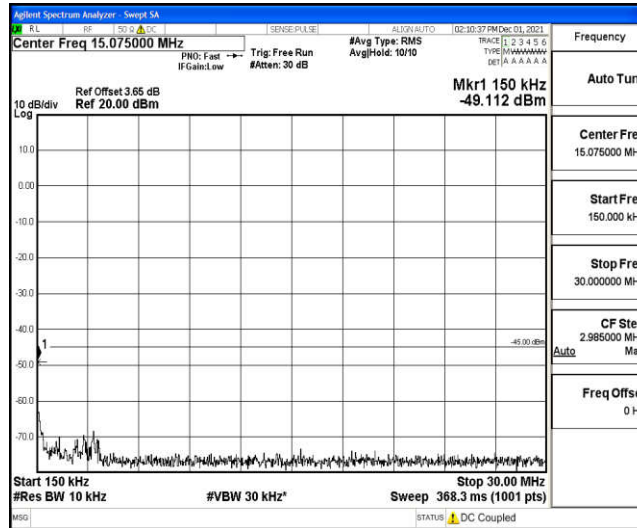 Agilent Spectrum Analyzer - Swept SA
RL RF 50 Ω DC SENSE:PULSE ALIGN AUTO 02:10:37 PM Dec 01, 2021
Center Freq 15.075000 MHz
PNO: Fast
IFGain:Low
Trig: Free Run
#Atten: 30 dB
#Avg Type: RMS
Avg|Hold: 10/10
TRACE 1 2 3 4 5 6
TYPE M W W W W W
DET A A A A A A
Ref Offset 3.65 dB
Ref 20.00 dBm
10 dB/div
Log
Mkr1 150 kHz
-49.112 dBm
10.0
0.00
-10.0
-20.0
-30.0
-40.0
-50.0
-60.0
-70.0
1
-45.00 dBm
Start 150 kHz
#Res BW 10 kHz
#VBW 30 kHz*
Stop 30.00 MHz
Sweep 368.3 ms (1001 pts)
MSG
STATUS DC Coupled
Frequency
Auto Tun
Center Fre
15.075000 MH
Start Fre
150.000 kH
Stop Fre
30.000000 MH
CF Ste
2.985000 MH
Auto Ma
Freq Offse
0 H